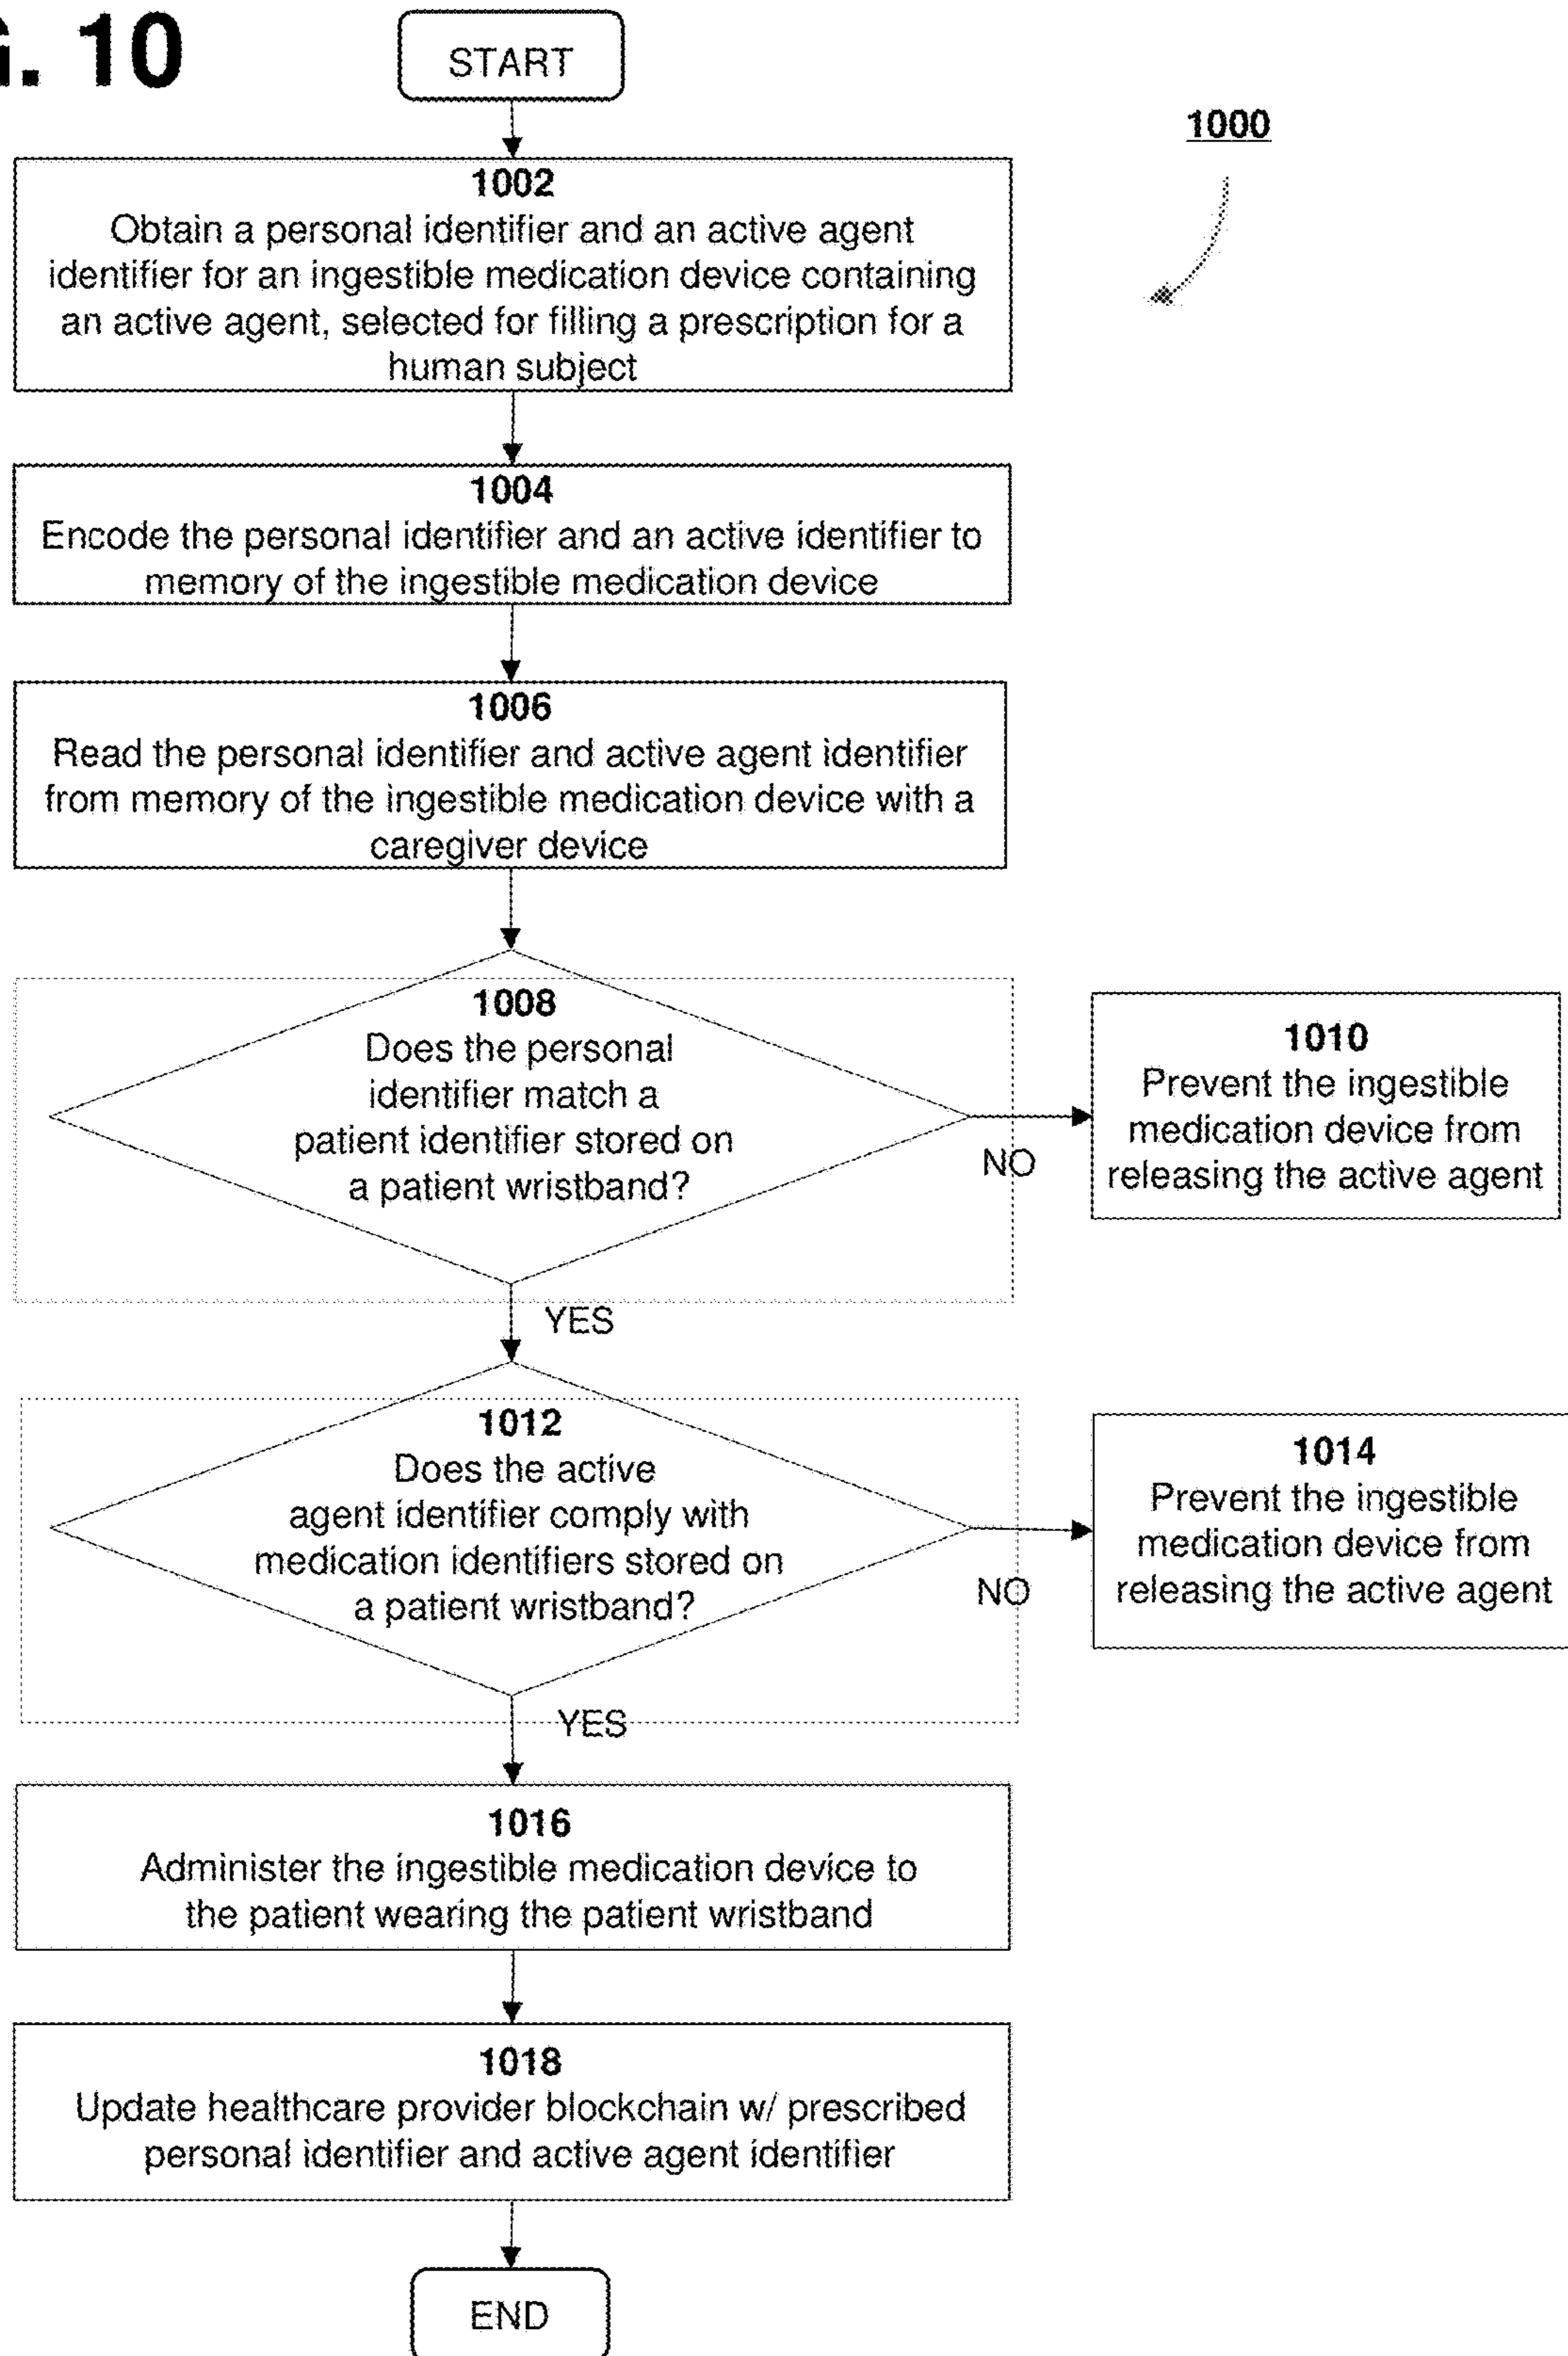 G. 10
START
1000
1002
Obtain a personal identifier and an active agent
identifier for an ingestible medication device containing
an active agent, selected for filling a prescription for a
human subject
1004
Encode the personal identifier and an active identifier to
memory of the ingestible medication device
1006
Read the personal identifier and active agent identifier
from memory of the ingestible medication device with a
caregiver device
1008
Does the personal
identifier match a
patient identifier stored on
a patient wristband?
NO
1010
Prevent the ingestible
medication device from
releasing the active agent
YES
1012
Does the active
agent identifier comply with
medication identifiers stored on
a patient wristband?
NO
1014
Prevent the ingestible
medication device from
releasing the active agent
YES
1016
Administer the ingestible medication device to
the patient wearing the patient wristband
1018
Update healthcare provider blockchain w/ prescribed
personal identifier and active agent identifier
END